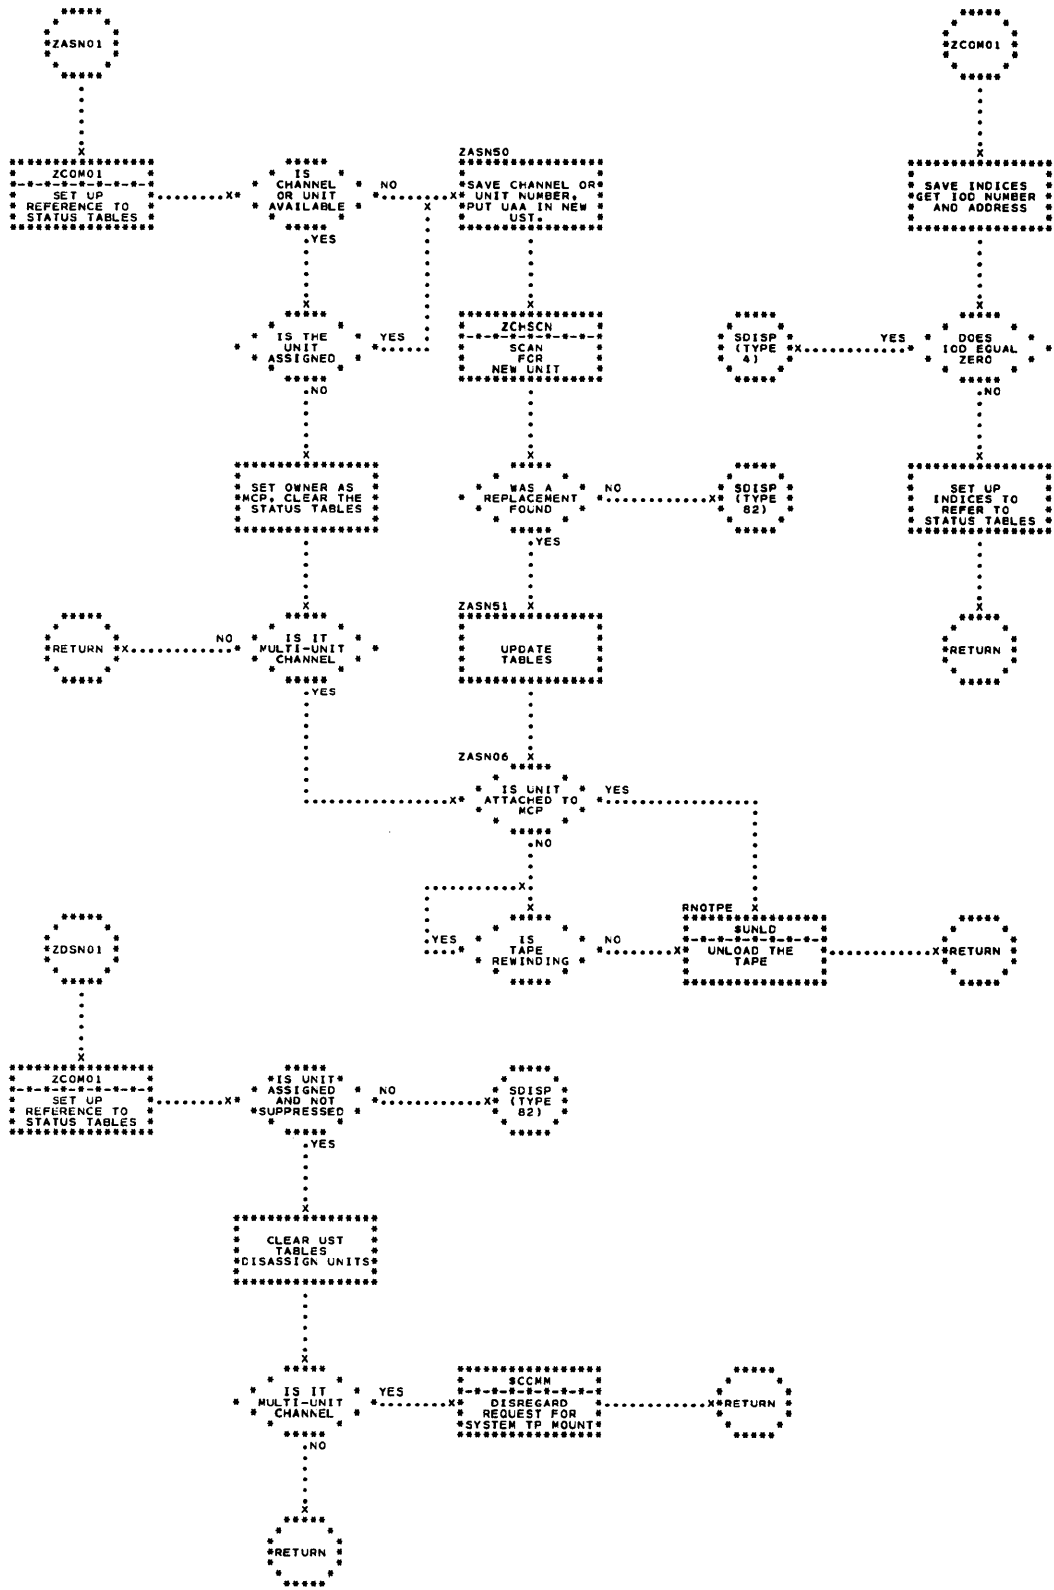 ZASN01
ZCOM01
SET UP
REFERENCE TO
STATUS TABLES
IS
CHANNEL
OR UNIT
AVAILABLE
NO
YES
ZASN50
SAVE CHANNEL OR
UNIT NUMBER.
PUT UAA IN NEW
UST.
IS THE
UNIT
ASSIGNED
YES
NO
ZCHSCN
SCAN
FOR
NEW UNIT
SET OWNER AS
MCP. CLEAR THE
STATUS TABLES
WAS A
REPLACEMENT
FOUND
NO
YES
SDISP
(TYPE
82)
IS IT
MULTI-UNIT
CHANNEL
NO
RETURN
YES
ZASN51
UPDATE
TABLES
ZASN06
IS UNIT
ATTACHED TO
MCP
YES
NO
IS
TAPE
REWINDING
YES
NO
RNOTPE
$UNLD
UNLOAD THE
TAPE
RETURN
ZCOM01
SAVE INDICES
GET IOD NUMBER
AND ADDRESS
DOES
IOD EQUAL
ZERO
YES
SDISP
(TYPE
4)
NO
SET UP
INDICES TO
REFER TO
STATUS TABLES
RETURN
ZDSN01
ZCOM01
SET UP
REFERENCE TO
STATUS TABLES
IS UNIT
ASSIGNED
AND NOT
SUPPRESSED
NO
SDISP
(TYPE
82)
YES
CLEAR UST
TABLES
DISASSIGN UNITS
IS IT
MULTI-UNIT
CHANNEL
YES
$CCMM
DISREGARD
REQUEST FOR
SYSTEM TP MOUNT
RETURN
NO
RETURN